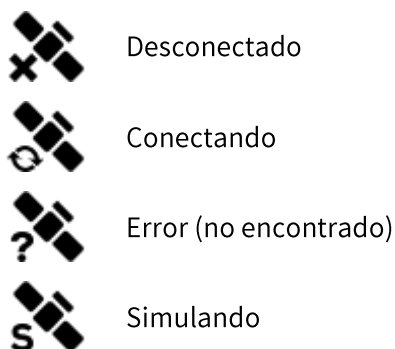 Desconectado
Conectando
? Error (no encontrado)
S Simulando